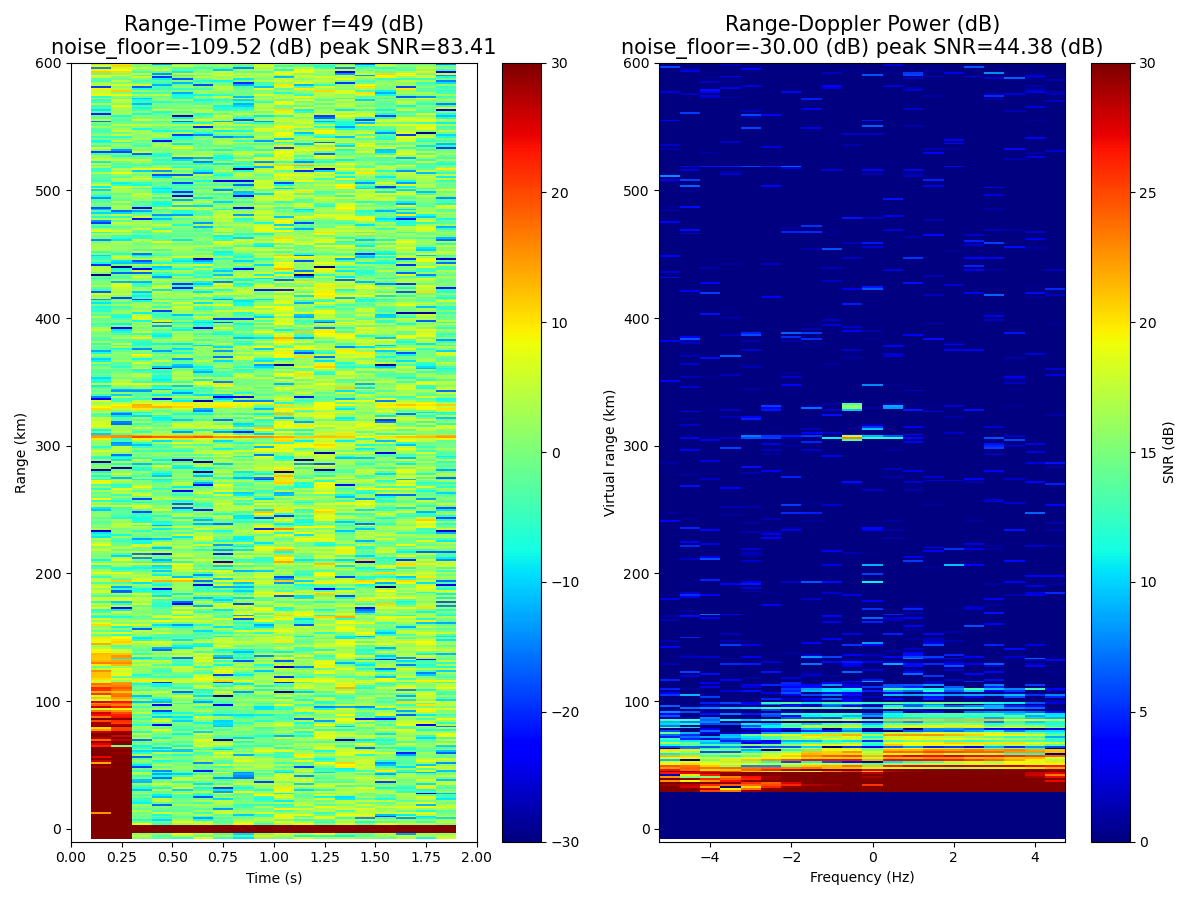 Range-Time Power f=49 (dB)
noise_floor=-109.52 (dB) peak SNR=83.41
Range (km)
600
500
400
300
200
100
0
0.00 0.25 0.50 0.75 1.00 1.25 1.50 1.75 2.00
Time (s)
30
20
10
0
−10
−20
−30
Range-Doppler Power (dB)
noise_floor=-30.00 (dB) peak SNR=44.38 (dB)
Virtual range (km)
600
500
400
300
200
100
0
−4 −2 0 2 4
Frequency (Hz)
30
25
20
15
10
5
0
SNR (dB)